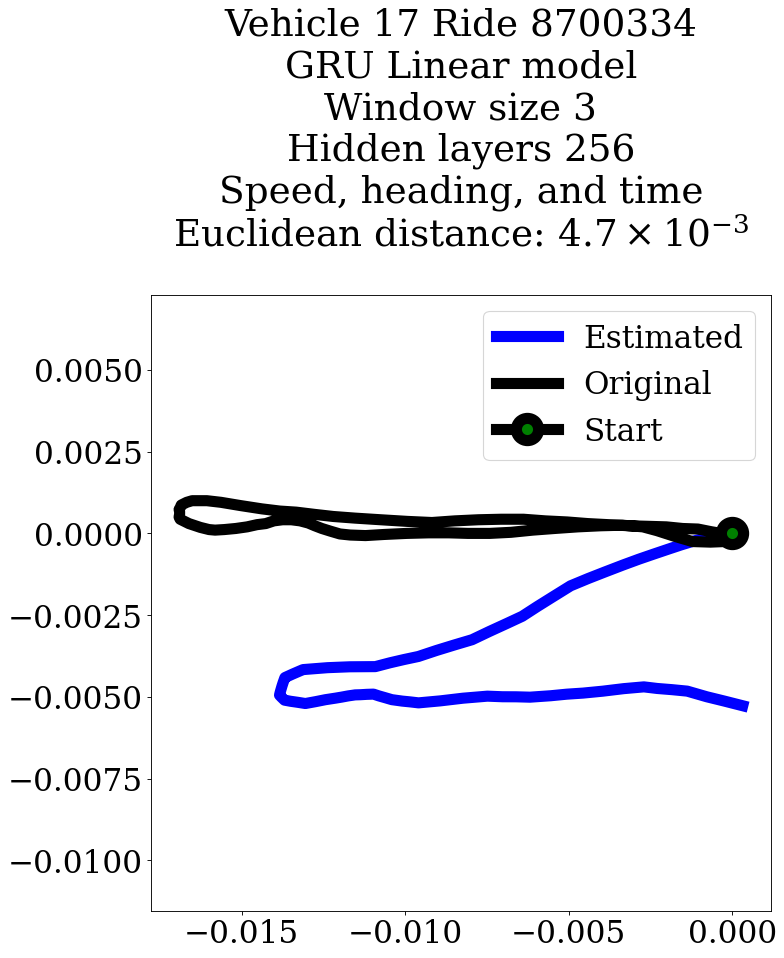 Vehicle 17 Ride 8700334
GRU Linear model
Window size 3
Hidden layers 256
Speed, heading, and time
Euclidean distance: 4.7 × 10⁻³
Estimated
Original
Start
0.0050
0.0025
0.0000
−0.0025
−0.0050
−0.0075
−0.0100
−0.015
−0.010
−0.005
0.000